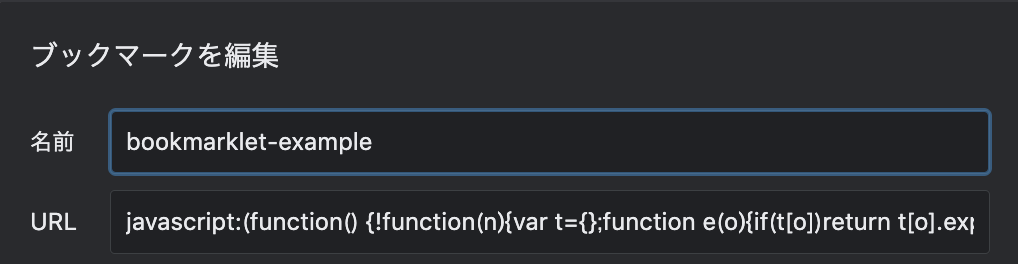 ブックマークを編集
名前 bookmarklet-example
URL javascript:(function() {!function(n){var t={};function e(o){if(t[o])return t[o].exp